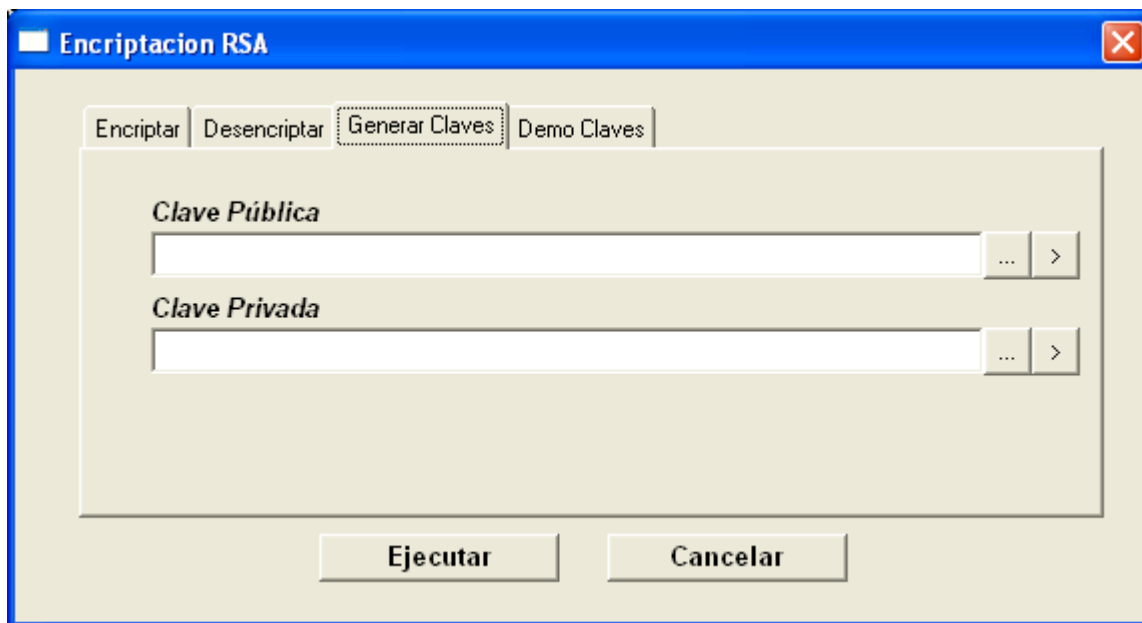 Encriptacion RSA
Encriptar Desencriptar Generar Claves Demo Claves
Clave Pública
... >
Clave Privada
... >
Ejecutar Cancelar